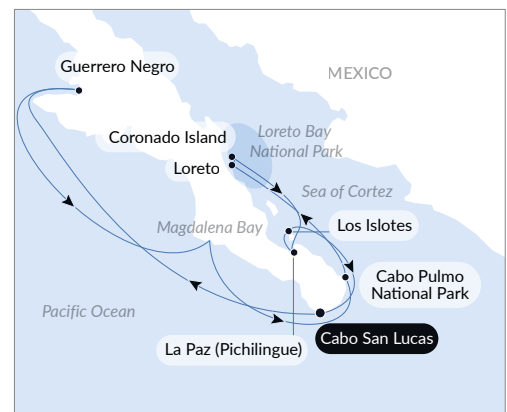 Guerrero Negro
MEXICO
Coronado Island
Loreto Bay
National Park
Loreto
Sea of Cortez
Magdalena Bay
Los Islotes
Cabo Pulmo
National Park
Pacific Ocean
Cabo San Lucas
La Paz (Pichilingue)